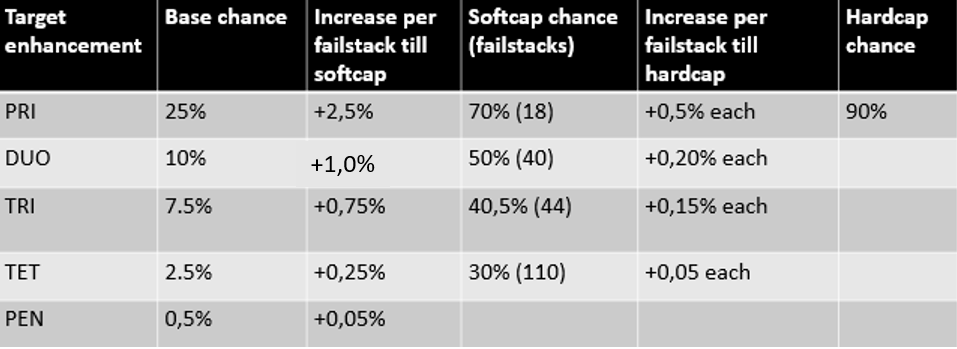 Target enhancement | Base chance | Increase per failstack till softcap | Softcap chance (failstacks) | Increase per failstack till hardcap | Hardcap chance
PRI | 25% | +2,5% | 70% (18) | +0,5% each | 90%
DUO | 10% | +1,0% | 50% (40) | +0,20% each
TRI | 7.5% | +0,75% | 40,5% (44) | +0,15% each
TET | 2.5% | +0,25% | 30% (110) | +0,05 each
PEN | 0,5% | +0,05%